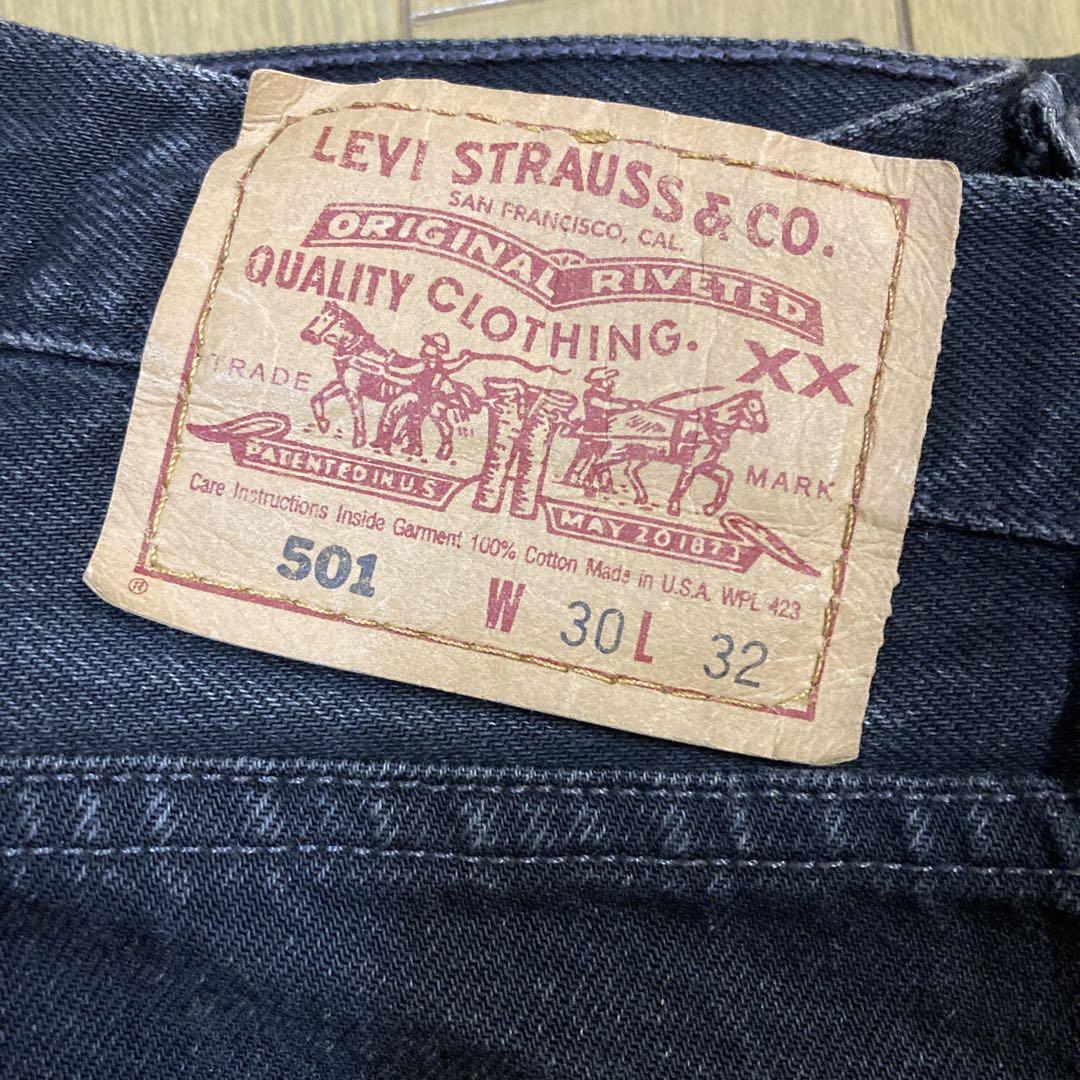 LEVI STRAUSS & CO.
SAN FRANCISCO, CAL.
ORIGINAL RIVETED
QUALITY CLOTHING.
XX
TRADE MARK
PATENTED IN U.S
MAY 20 1873
Care Instructions Inside Garment 100% Cotton Made in U.S.A. WPL 423
501 W 30 L 32
®